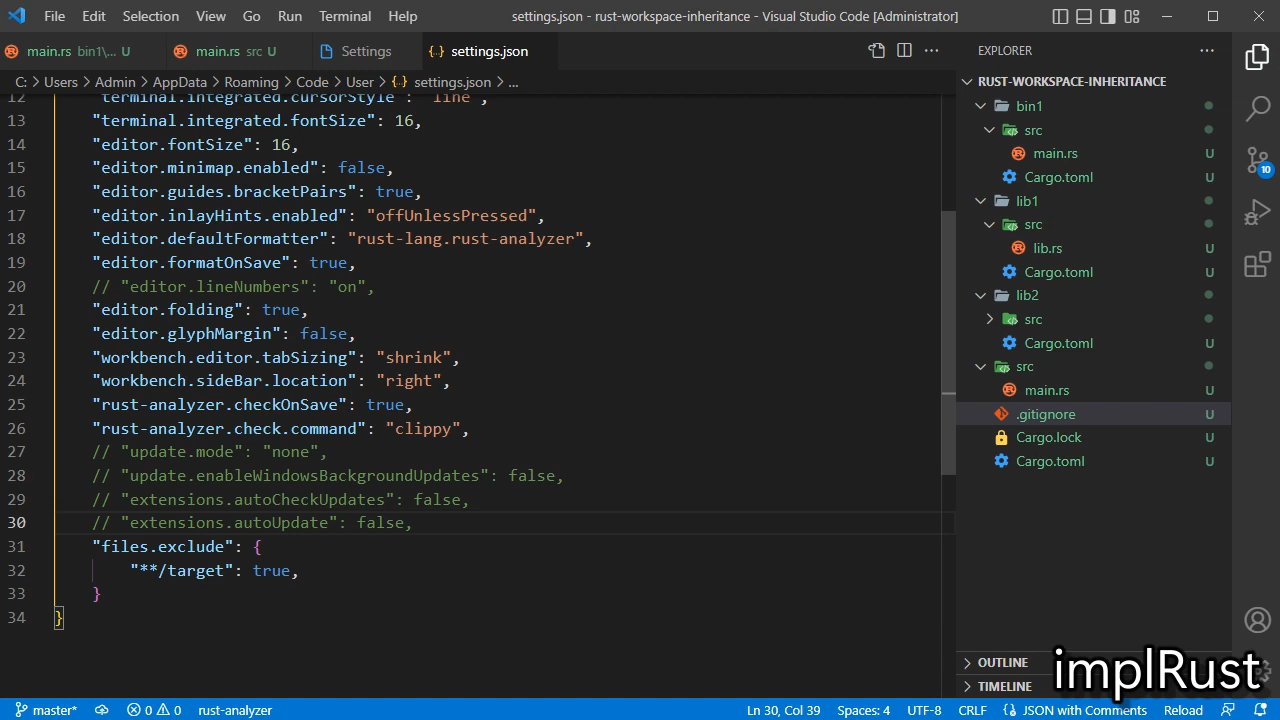 File Edit Selection View Go Run Terminal Help settings.json - rust-workspace-inheritance - Visual Studio Code [Administrator]
main.rs bin1\... U main.rs src U Settings {} settings.json
C: > Users > Admin > AppData > Roaming > Code > User > {} settings.json > ...
12 "terminal.integrated.cursorStyle": "line",
13 "terminal.integrated.fontSize": 16,
14 "editor.fontSize": 16,
15 "editor.minimap.enabled": false,
16 "editor.guides.bracketPairs": true,
17 "editor.inlayHints.enabled": "offUnlessPressed",
18 "editor.defaultFormatter": "rust-lang.rust-analyzer",
19 "editor.formatOnSave": true,
20 // "editor.lineNumbers": "on",
21 "editor.folding": true,
22 "editor.glyphMargin": false,
23 "workbench.editor.tabSizing": "shrink",
24 "workbench.sideBar.location": "right",
25 "rust-analyzer.checkOnSave": true,
26 "rust-analyzer.check.command": "clippy",
27 // "update.mode": "none",
28 // "update.enableWindowsBackgroundUpdates": false,
29 // "extensions.autoCheckUpdates": false,
30 // "extensions.autoUpdate": false,
31 "files.exclude": {
32 "**/target": true,
33 }
34 }
EXPLORER
RUST-WORKSPACE-INHERITANCE
bin1
src
main.rs U
Cargo.toml U
lib1
src
lib.rs U
Cargo.toml U
lib2
src
Cargo.toml U
src
main.rs U
.gitignore U
Cargo.lock U
Cargo.toml U
OUTLINE
TIMELINE
10
implRust
master* 0 0 rust-analyzer Ln 30, Col 39 Spaces: 4 UTF-8 CRLF {} JSON with Comments Reload